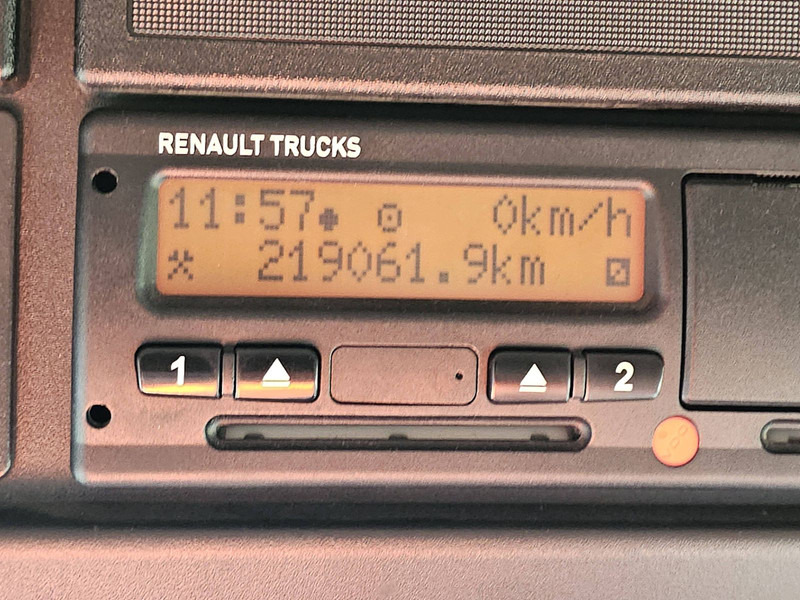 RENAULT TRUCKS
11:57 0km/h
219061.9km
1 2